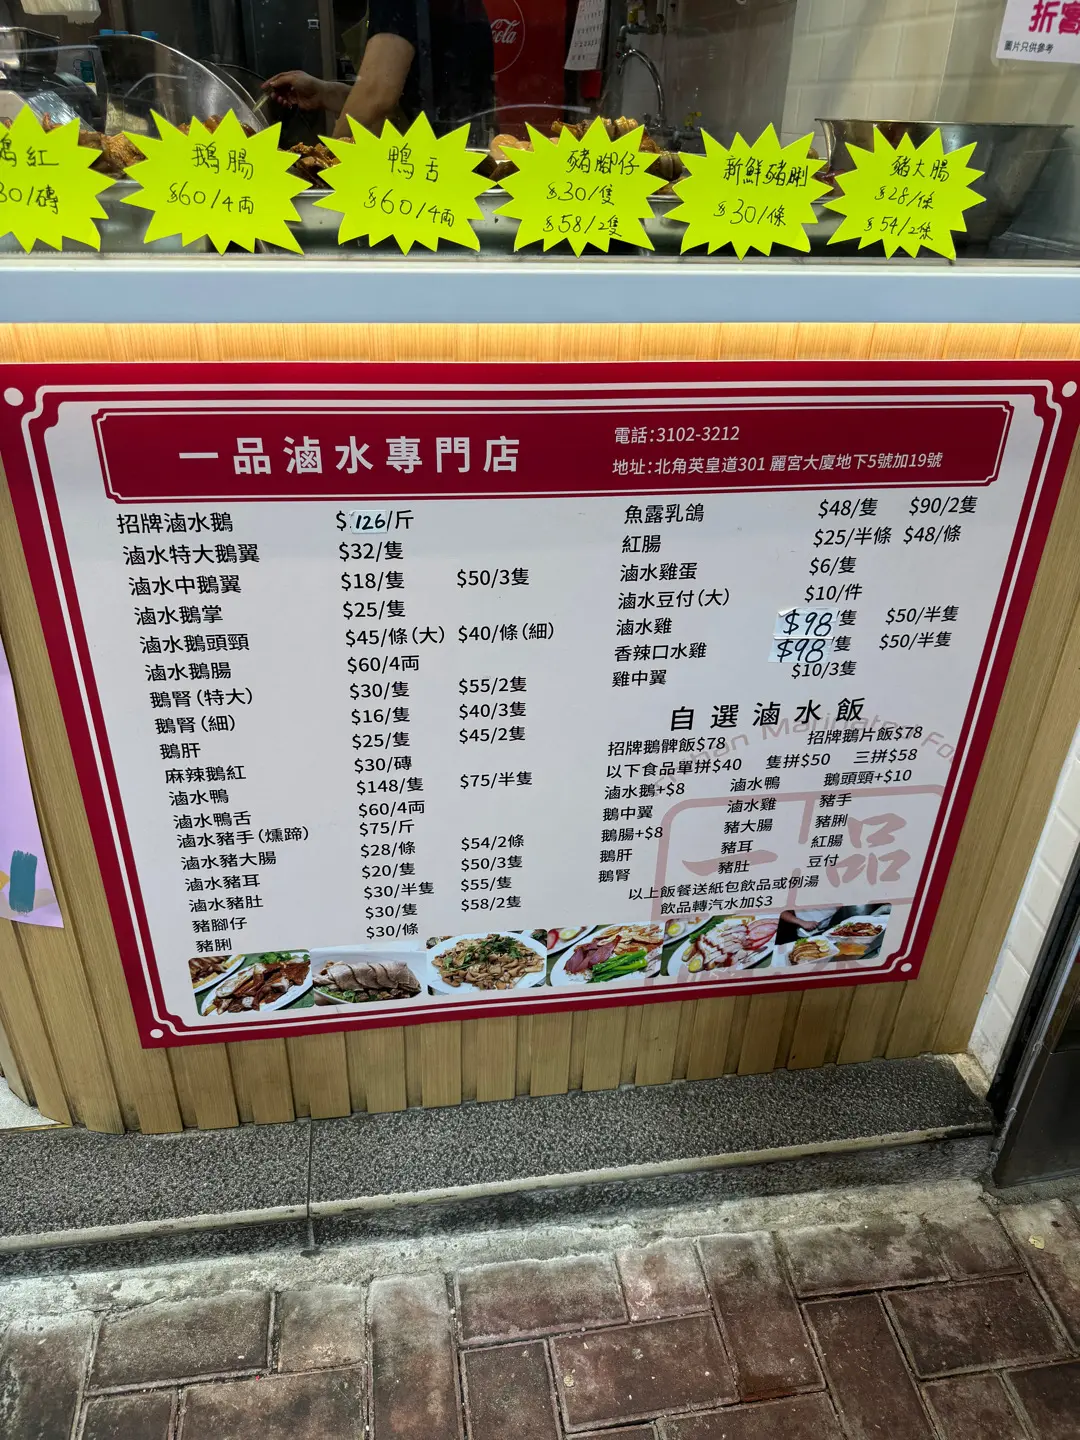 折
圖片只供參考
鵝紅
30/磚
鵝腸
$60/4両
鴨舌
$60/4両
豬腳仔
$30/隻
$58/2隻
新鮮豬脷
$30/條
豬大腸
$28/條
$54/2條
一品滷水專門店
電話:3102-3212
地址:北角英皇道301 麗宮大廈地下5號加19號
招牌滷水鵝 $126/斤
滷水特大鵝翼 $32/隻
滷水中鵝翼 $18/隻 $50/3隻
滷水鵝掌 $25/隻
滷水鵝頭頸 $45/條(大) $40/條(細)
滷水鵝腸 $60/4両
鵝腎(特大) $30/隻 $55/2隻
鵝腎(細) $16/隻 $40/3隻
鵝肝 $25/隻 $45/2隻
麻辣鵝紅 $30/磚
滷水鴨 $148/隻 $75/半隻
滷水鴨舌 $60/4両
滷水豬手(燻蹄) $75/斤
滷水豬大腸 $28/條 $54/2條
滷水豬耳 $20/隻 $50/3隻
滷水豬肚 $30/半隻 $55/隻
豬腳仔 $30/隻 $58/2隻
豬脷 $30/條
魚露乳鴿 $48/隻 $90/2隻
紅腸 $25/半條 $48/條
滷水雞蛋 $6/隻
滷水豆付(大) $10/件
滷水雞 $98/隻 $50/半隻
香辣口水雞 $98/隻 $50/半隻
雞中翼 $10/3隻
自選滷水飯
招牌鵝髀飯$78 招牌鵝片飯$78
以下食品單拼$40 隻拼$50 三拼$58
滷水鵝+$8 滷水鴨 鵝頭頸+$10
鵝中翼 滷水雞 豬手
鵝腸+$8 豬大腸 豬脷
鵝肝 豬耳 紅腸
鵝腎 豬肚 豆付
以上飯餐送紙包飲品或例湯
飲品轉汽水加$3
一品